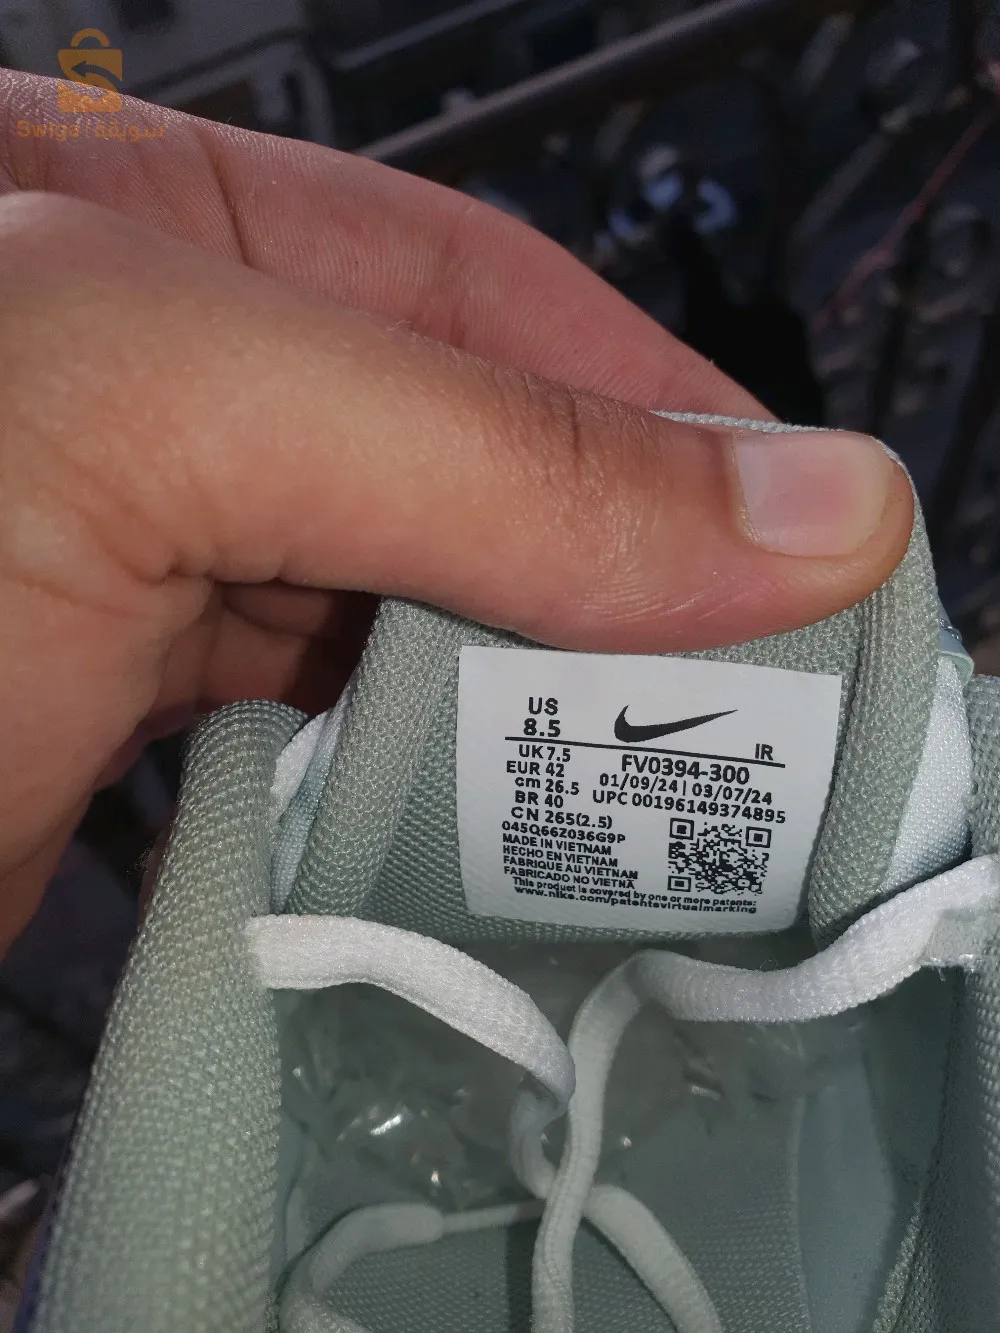 Swiqa | سويقة
US
8.5
IR
UK 7.5
FV0394-300
EUR 42
01/09/24 | 03/07/24
cm 26.5
UPC 00196149374895
BR 40
CN 265(2.5)
045Q66Z036G9P
MADE IN VIETNAM
HECHO EN VIETNAM
FABRIQUE AU VIETNAM
FABRICADO NO VIETNÃ
This product is covered by one or more patents:
www.nike.com/patentsvirtualmarking